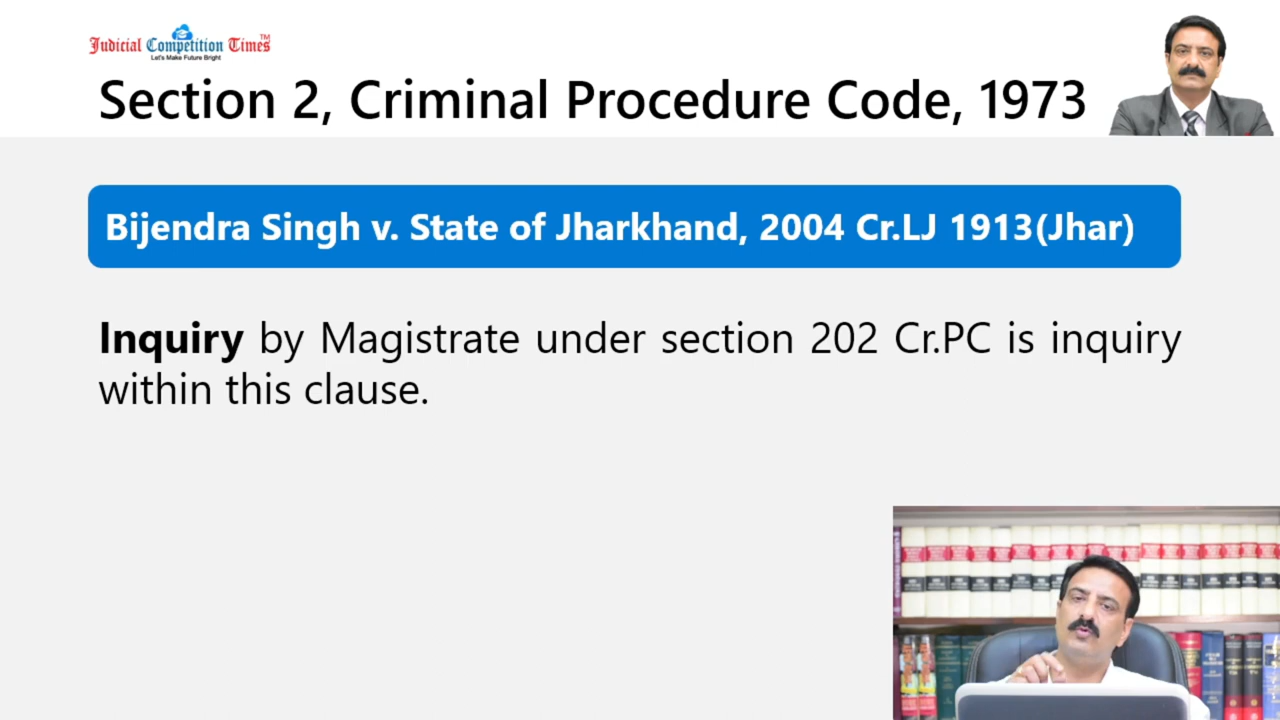 Judicial Competition Times™
Let's Make Future Bright
Section 2, Criminal Procedure Code, 1973
Bijendra Singh v. State of Jharkhand, 2004 Cr.LJ 1913(Jhar)
Inquiry by Magistrate under section 202 Cr.PC is inquiry
within this clause.